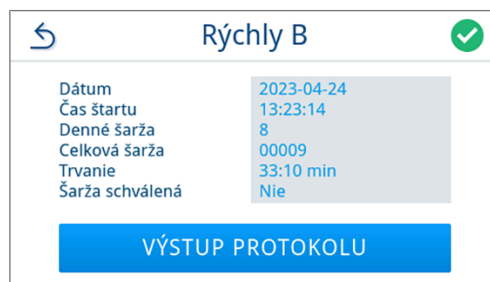 Rýchly B
Dátum 2023-04-24
Čas štartu 13:23:14
Denné šarža 8
Celková šarža 00009
Trvanie 33:10 min
Šarža schválená Nie
VÝSTUP PROTOKOLU